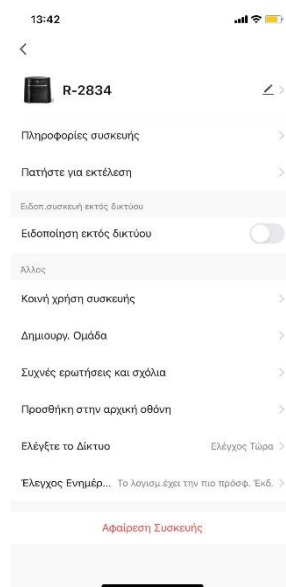 13:42
R-2834
Πληροφορίες συσκευής
Πατήστε για εκτέλεση
Ειδοπ.συσκευή εκτός δικτύου
Ειδοποίηση εκτός δικτύου
Άλλος
Κοινή χρήση συσκευής
Δημιουργ. Ομάδα
Συχνές ερωτήσεις και σχόλια
Προσθήκη στην αρχική οθόνη
Ελέγξτε το Δίκτυο Ελέγχος Τώρα
Έλεγχος Ενημέρ... Το λογισμ.έχει την πιο πρόσφ. Έκδ.
Αφαίρεση Συσκευής